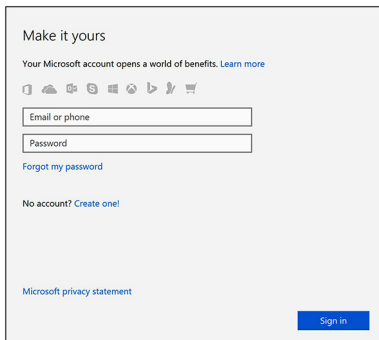 Make it yours
Your Microsoft account opens a world of benefits. Learn more
Email or phone
Password
Forgot my password
No account? Create one!
Microsoft privacy statement
Sign in